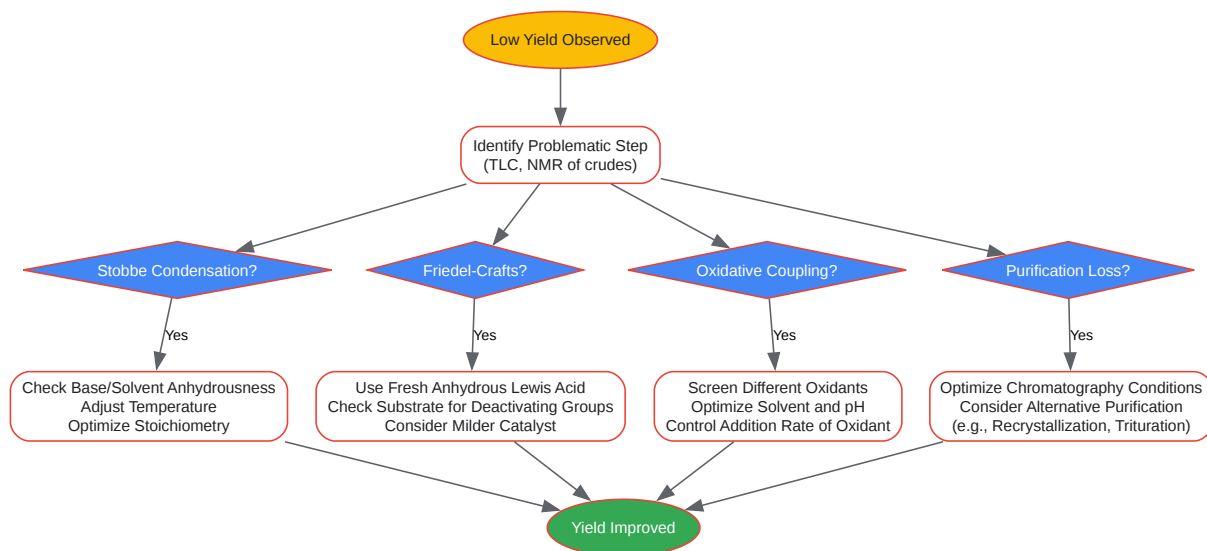 Low Yield Observed
Identify Problematic Step
(TLC, NMR of crudes)
Stobbe Condensation?
Friedel-Crafts?
Oxidative Coupling?
Purification Loss?
Yes
Yes
Yes
Yes
Check Base/Solvent Anhydrousness
Adjust Temperature
Optimize Stoichiometry
Use Fresh Anhydrous Lewis Acid
Check Substrate for Deactivating Groups
Consider Milder Catalyst
Screen Different Oxidants
Optimize Solvent and pH
Control Addition Rate of Oxidant
Optimize Chromatography Conditions
Consider Alternative Purification
(e.g., Recrystallization, Trituration)
Yield Improved